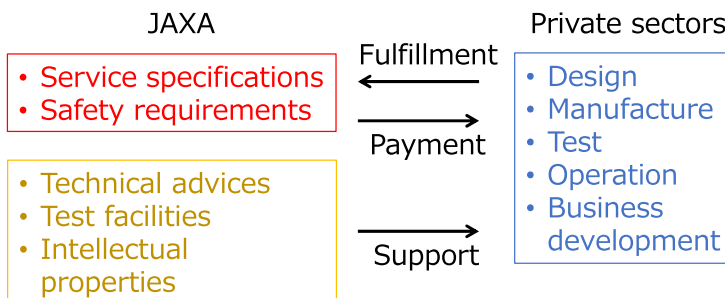 JAXA
Private sectors
• Service specifications
• Safety requirements
Fulfillment
Payment
• Design
• Manufacture
• Test
• Operation
• Business
development
• Technical advices
• Test facilities
• Intellectual
properties
Support